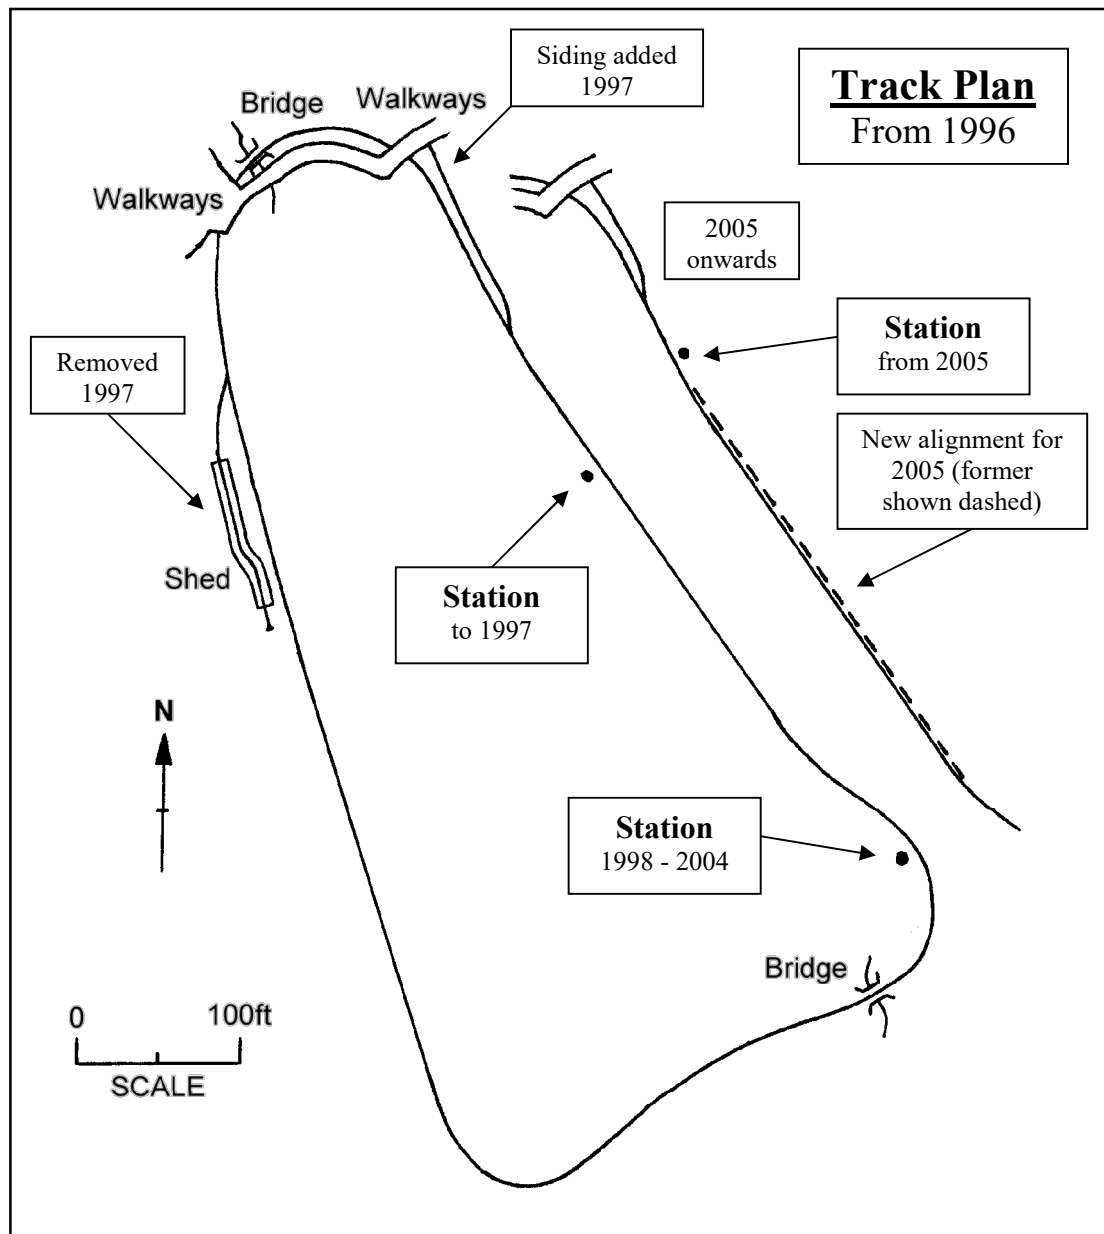 Track Plan
From 1996
Siding added
1997
Bridge
Walkways
Walkways
2005
onwards
Station
from 2005
Removed
1997
New alignment for
2005 (former
shown dashed)
Shed
Station
to 1997
N
Station
1998 - 2004
Bridge
0
100ft
SCALE